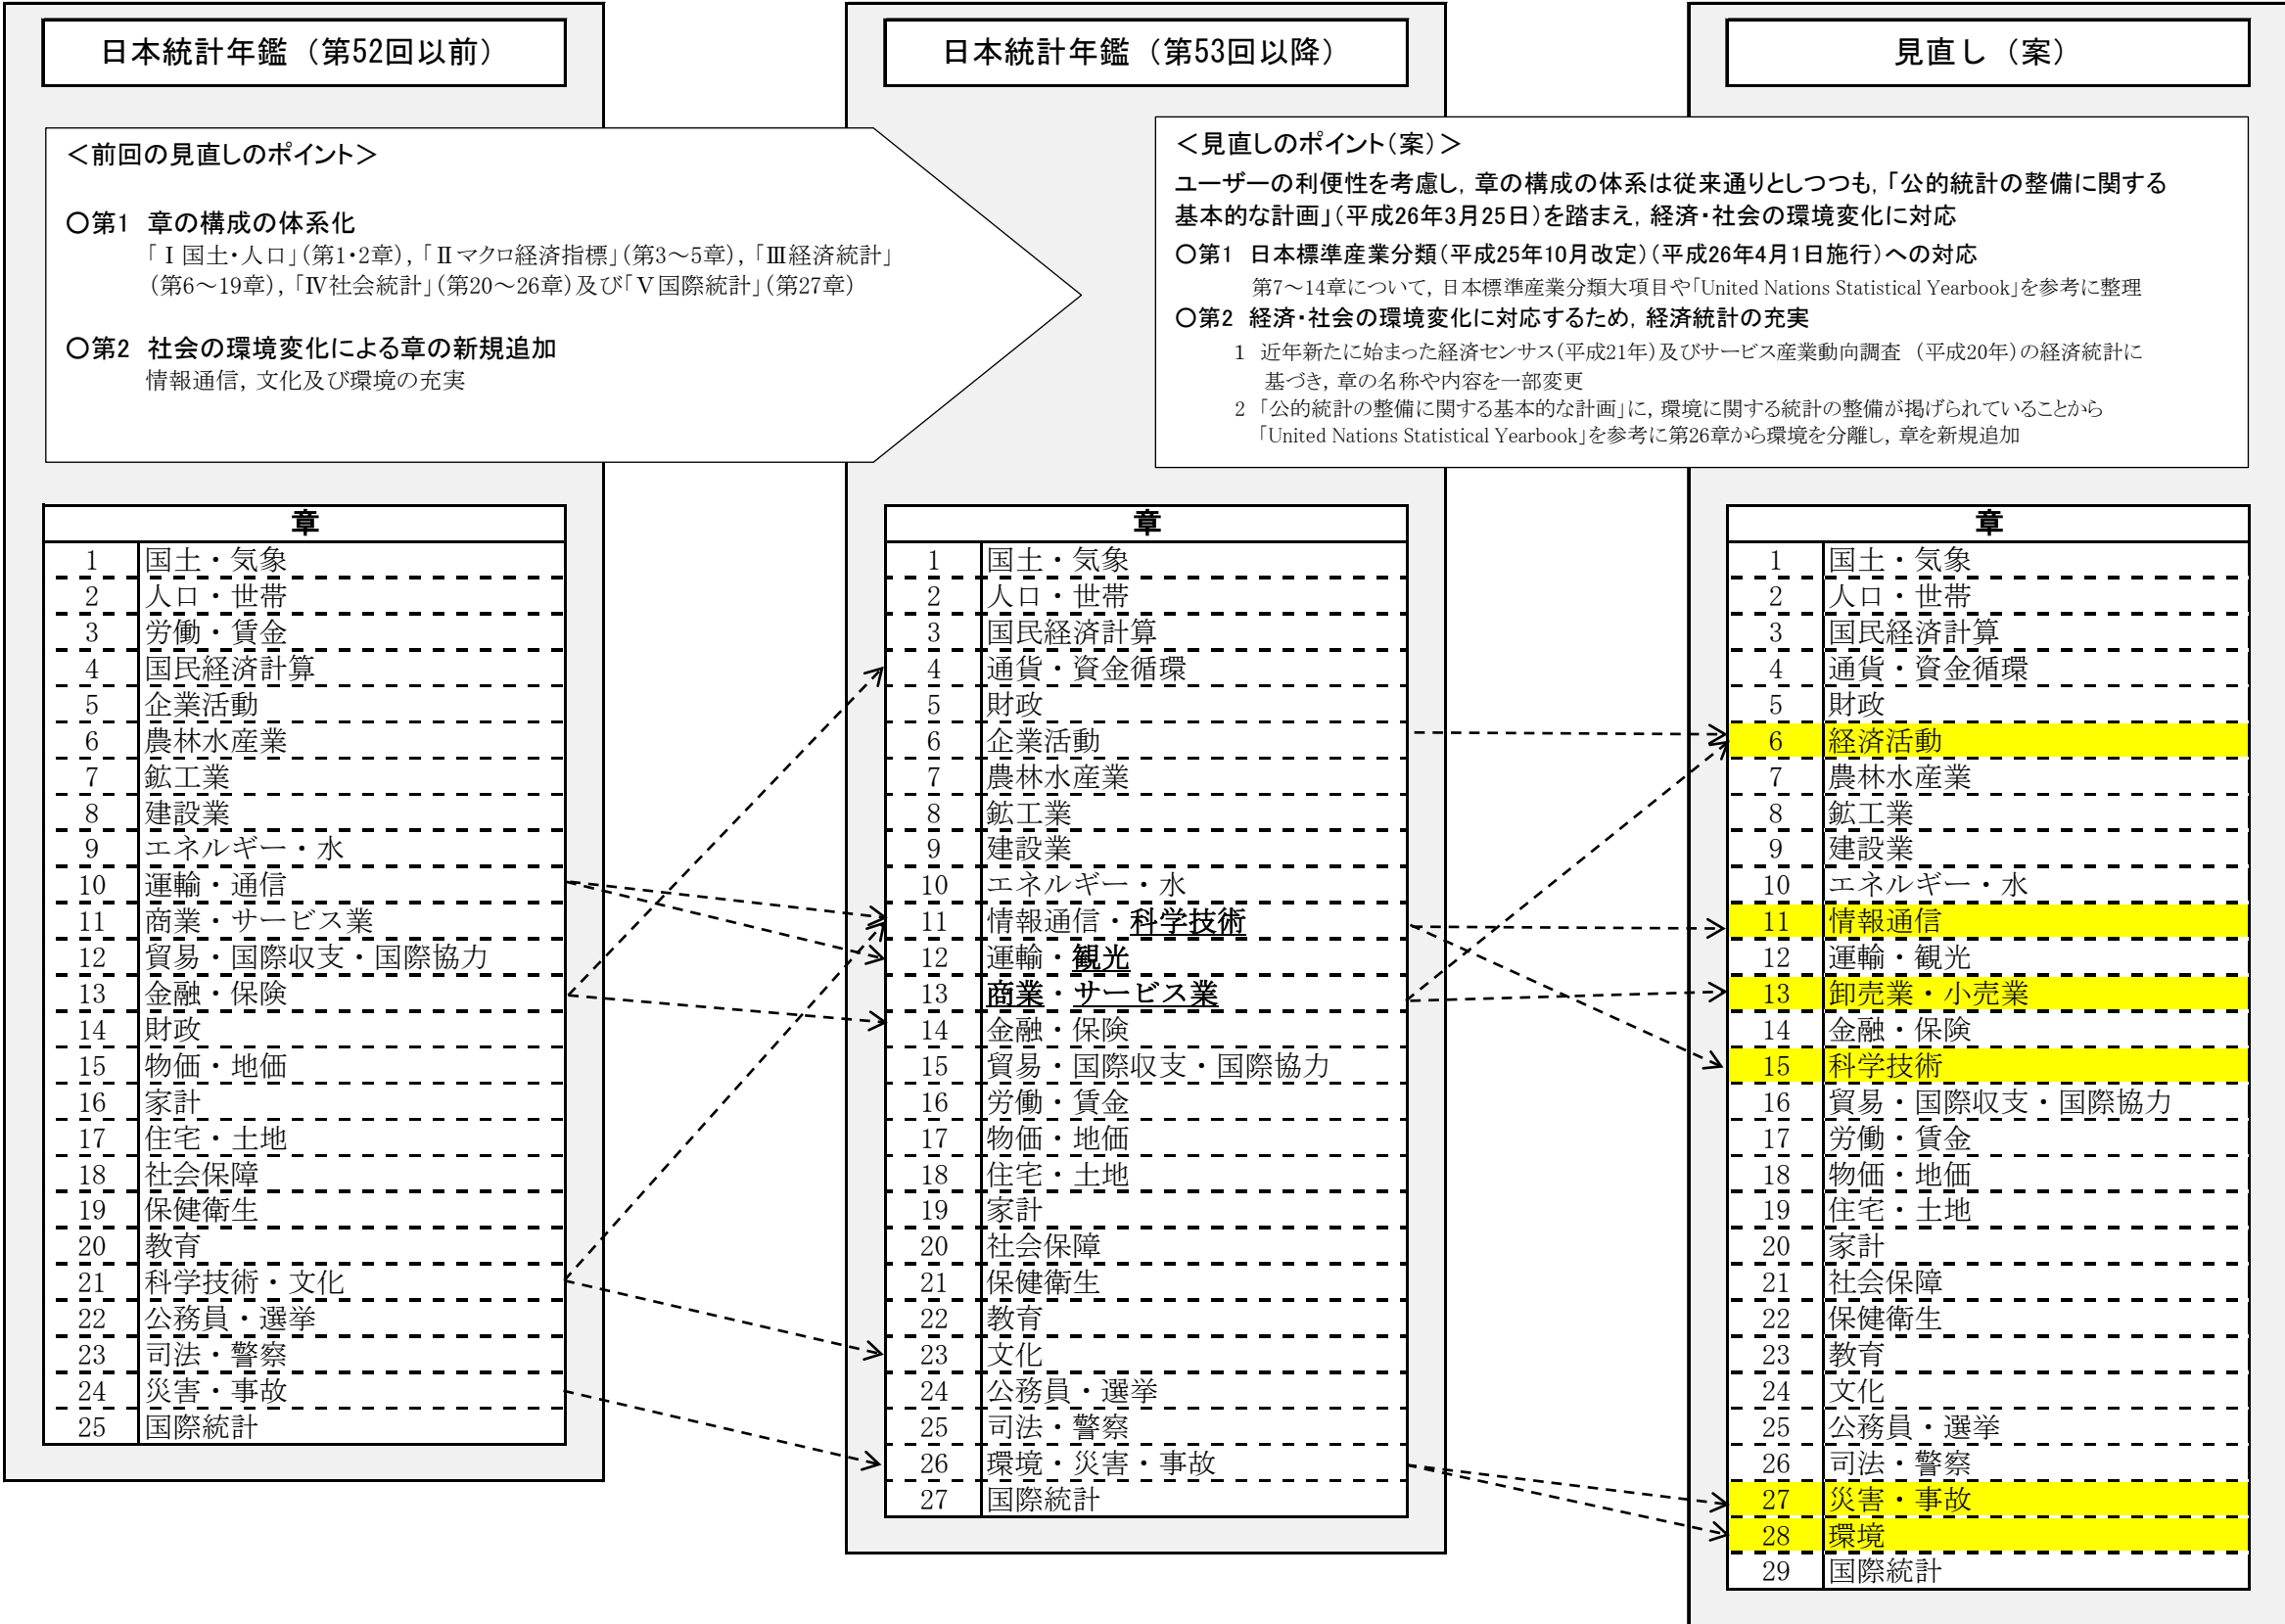 日本統計年鑑（第52回以前）
＜前回の見直しのポイント＞
○第1　章の構成の体系化
「Ⅰ国土・人口」（第1・2章），「Ⅱマクロ経済指標」（第3～5章），「Ⅲ経済統計」
（第6～19章），「Ⅳ社会統計」（第20～26章）及び「Ⅴ国際統計」（第27章）
○第2　社会の環境変化による章の新規追加
情報通信，文化及び環境の充実
章
1 国土・気象
2 人口・世帯
3 労働・賃金
4 国民経済計算
5 企業活動
6 農林水産業
7 鉱工業
8 建設業
9 エネルギー・水
10 運輸・通信
11 商業・サービス業
12 貿易・国際収支・国際協力
13 金融・保険
14 財政
15 物価・地価
16 家計
17 住宅・土地
18 社会保障
19 保健衛生
20 教育
21 科学技術・文化
22 公務員・選挙
23 司法・警察
24 災害・事故
25 国際統計
日本統計年鑑（第53回以降）
章
1 国土・気象
2 人口・世帯
3 国民経済計算
4 通貨・資金循環
5 財政
6 企業活動
7 農林水産業
8 鉱工業
9 建設業
10 エネルギー・水
11 情報通信・科学技術
12 運輸・観光
13 商業・サービス業
14 金融・保険
15 貿易・国際収支・国際協力
16 労働・賃金
17 物価・地価
18 住宅・土地
19 家計
20 社会保障
21 保健衛生
22 教育
23 文化
24 公務員・選挙
25 司法・警察
26 環境・災害・事故
27 国際統計
見直し（案）
＜見直しのポイント（案）＞
ユーザーの利便性を考慮し，章の構成の体系は従来通りとしつつも，「公的統計の整備に関する
基本的な計画」（平成26年3月25日）を踏まえ，経済・社会の環境変化に対応
○第1　日本標準産業分類（平成25年10月改定）（平成26年4月1日施行）への対応
第7～14章について，日本標準産業分類大項目や「United Nations Statistical Yearbook」を参考に整理
○第2　経済・社会の環境変化に対応するため，経済統計の充実
1　近年新たに始まった経済センサス（平成21年）及びサービス産業動向調査　（平成20年）の経済統計に
基づき，章の名称や内容を一部変更
2　「公的統計の整備に関する基本的な計画」に，環境に関する統計の整備が掲げられていることから
「United Nations Statistical Yearbook」を参考に第26章から環境を分離し，章を新規追加
章
1 国土・気象
2 人口・世帯
3 国民経済計算
4 通貨・資金循環
5 財政
6 経済活動
7 農林水産業
8 鉱工業
9 建設業
10 エネルギー・水
11 情報通信
12 運輸・観光
13 卸売業・小売業
14 金融・保険
15 科学技術
16 貿易・国際収支・国際協力
17 労働・賃金
18 物価・地価
19 住宅・土地
20 家計
21 社会保障
22 保健衛生
23 教育
24 文化
25 公務員・選挙
26 司法・警察
27 災害・事故
28 環境
29 国際統計